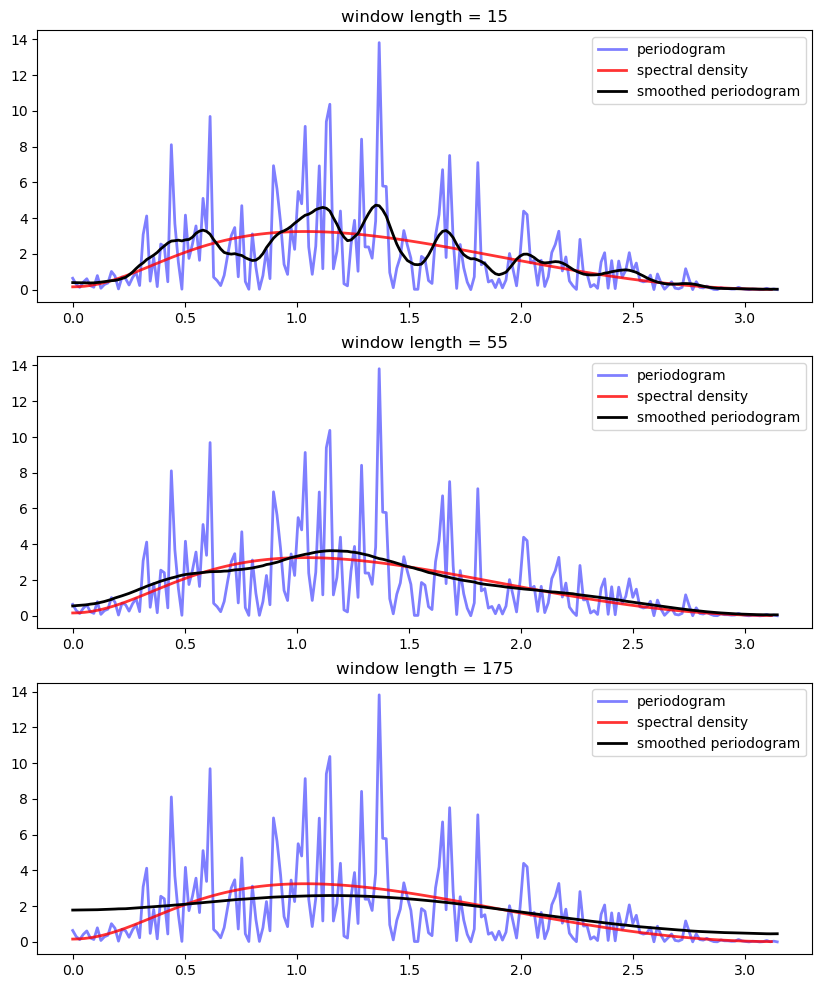 window length = 15
14
12
10
8
6
4
2
0
periodogram
spectral density
smoothed periodogram
0.0 0.5 1.0 1.5 2.0 2.5 3.0
window length = 55
14
12
10
8
6
4
2
0
periodogram
spectral density
smoothed periodogram
0.0 0.5 1.0 1.5 2.0 2.5 3.0
window length = 175
14
12
10
8
6
4
2
0
periodogram
spectral density
smoothed periodogram
0.0 0.5 1.0 1.5 2.0 2.5 3.0